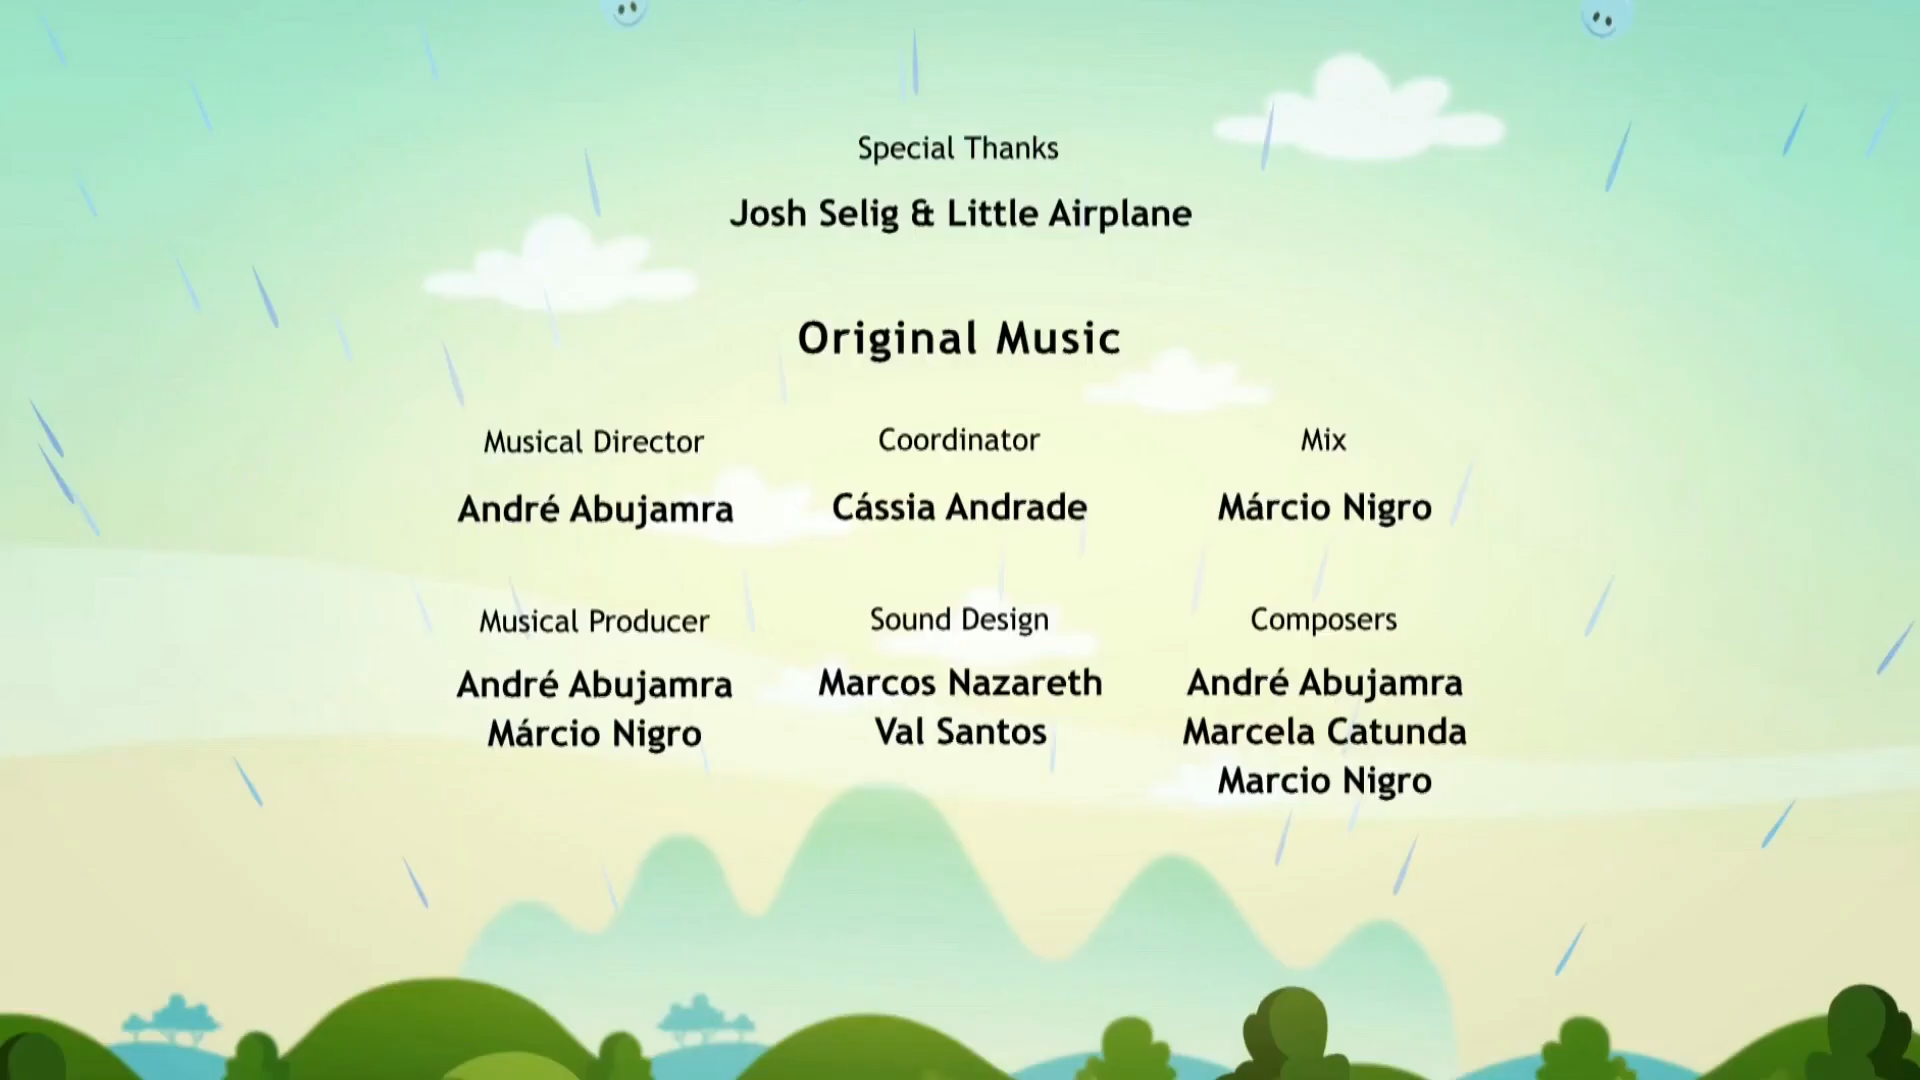 Special Thanks
Josh Selig & Little Airplane
Original Music
Musical Director
André Abujamra
Coordinator
Cássia Andrade
Mix
Márcio Nigro
Musical Producer
André Abujamra
Márcio Nigro
Sound Design
Marcos Nazareth
Val Santos
Composers
André Abujamra
Marcela Catunda
Marcio Nigro